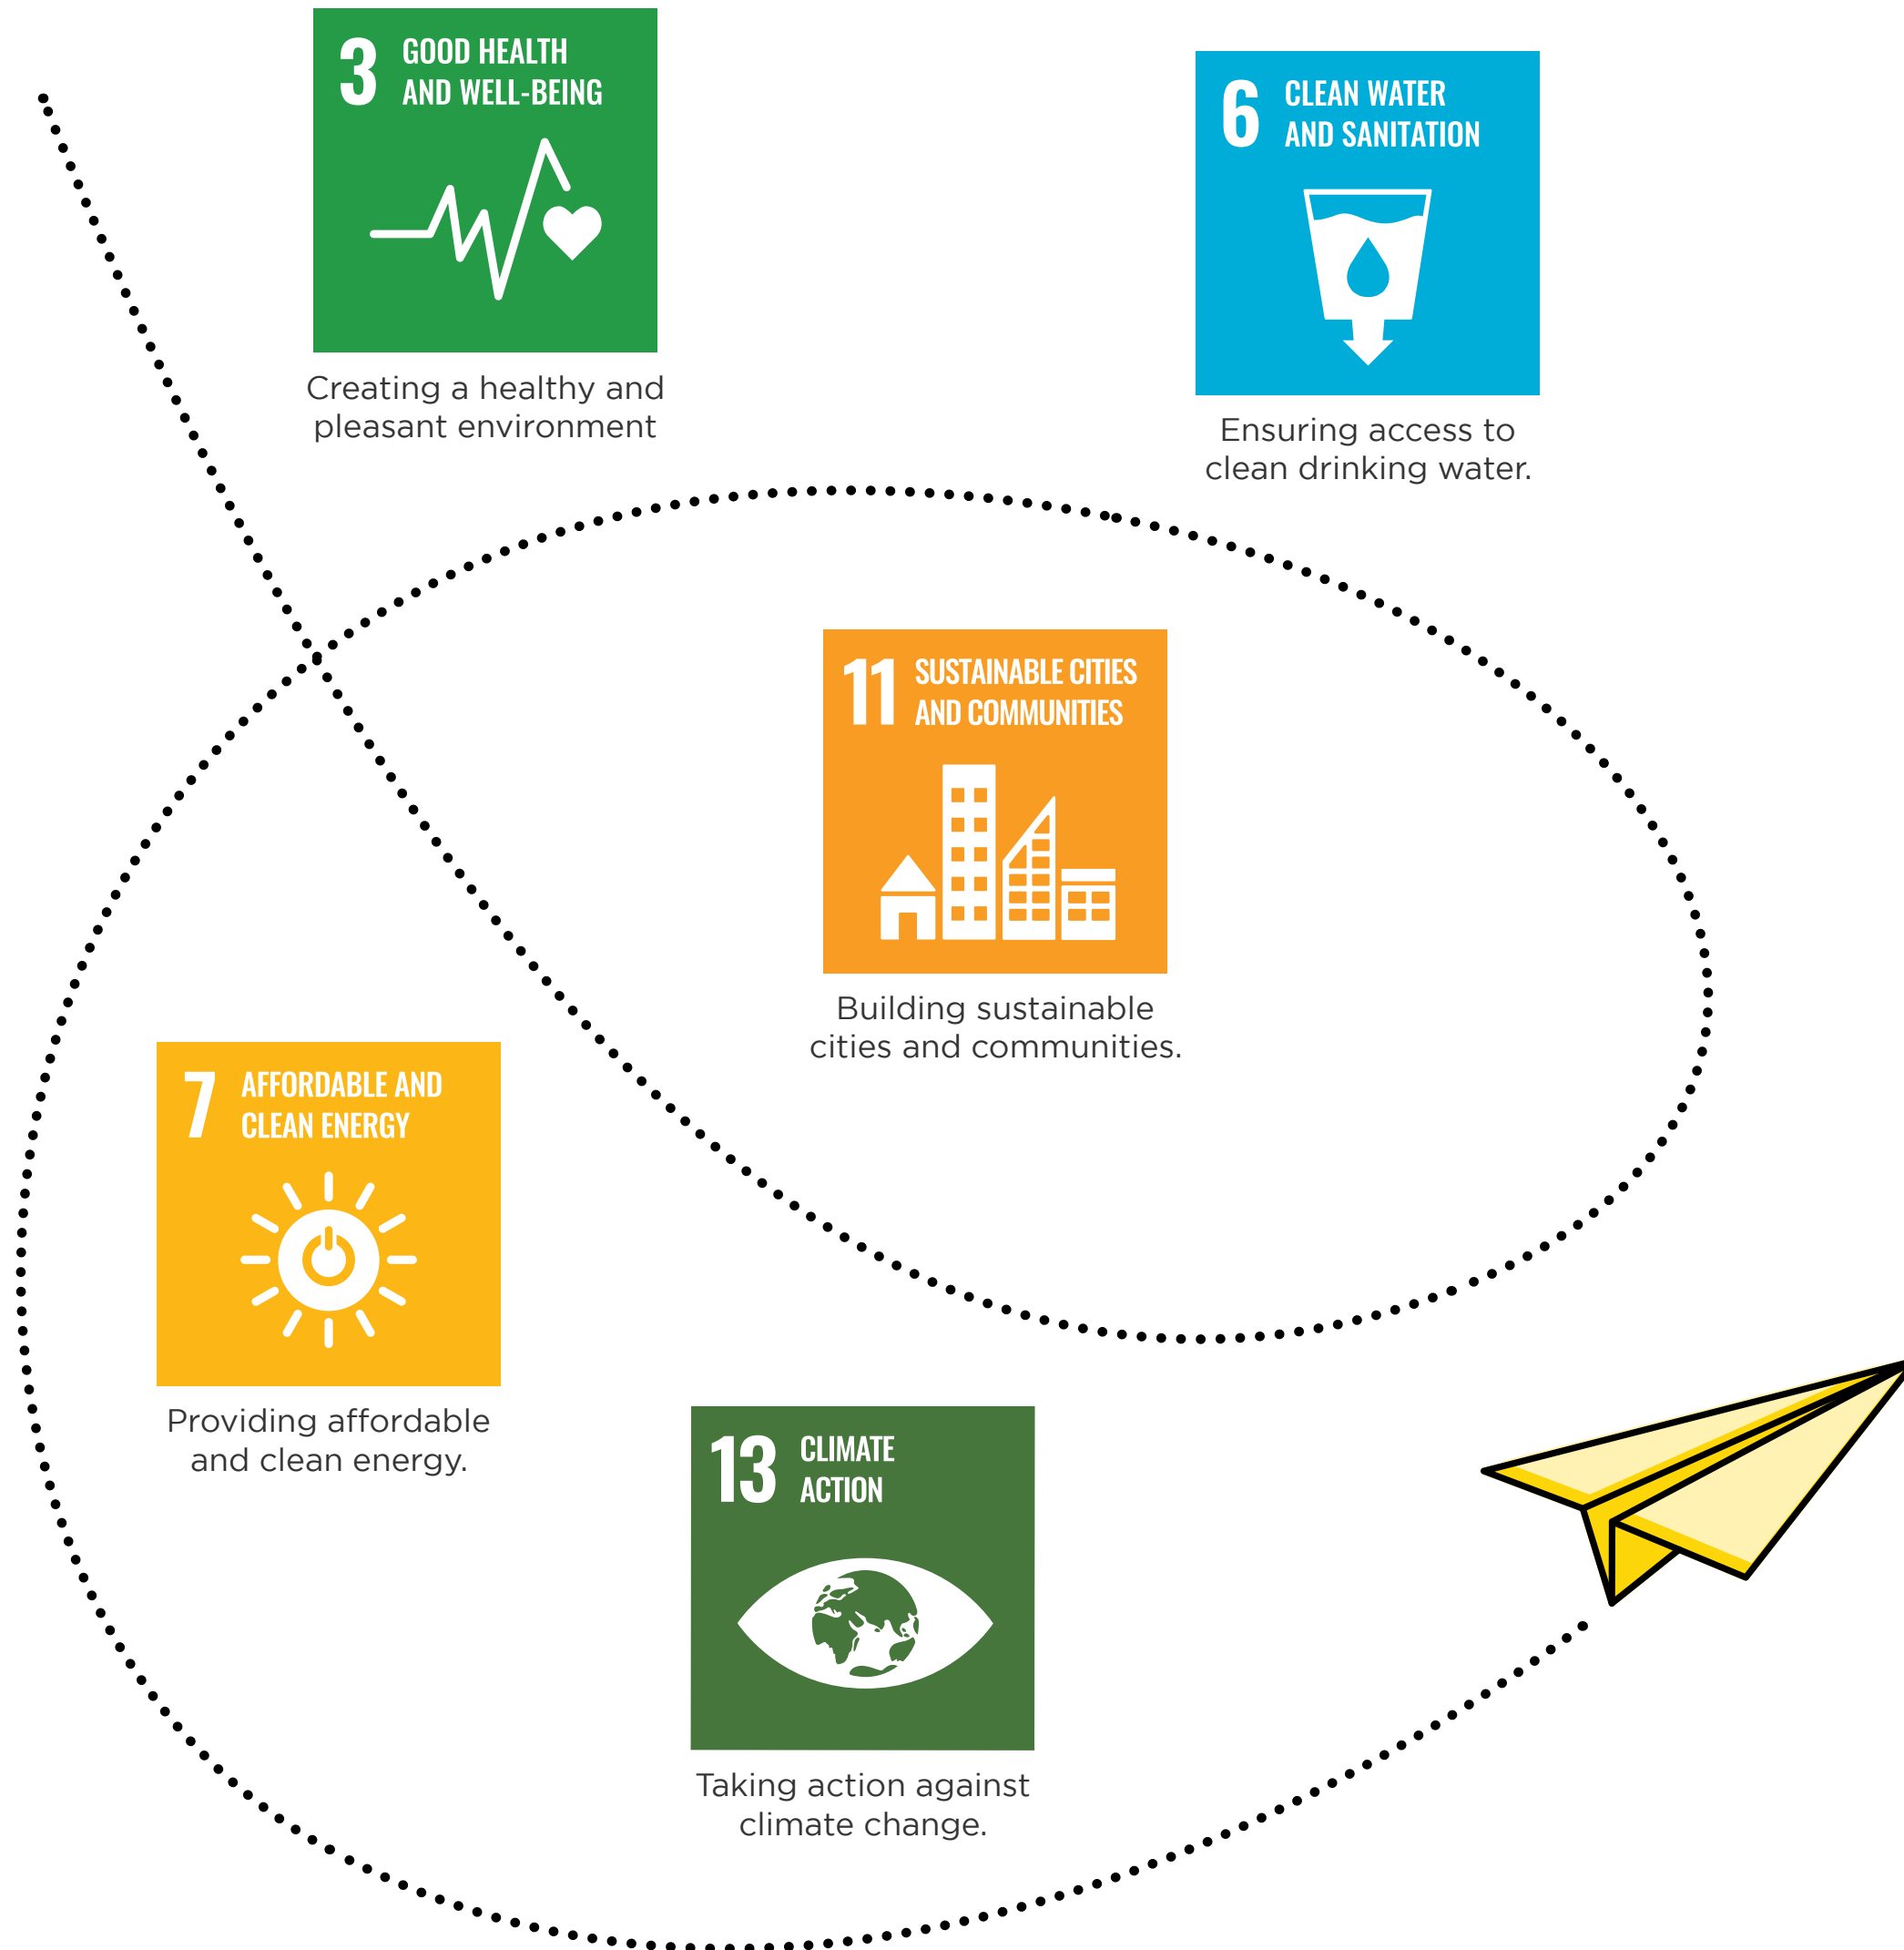 3 GOOD HEALTH
AND WELL-BEING
Creating a healthy and
pleasant environment
6 CLEAN WATER
AND SANITATION
Ensuring access to
clean drinking water.
11 SUSTAINABLE CITIES
AND COMMUNITIES
Building sustainable
cities and communities.
7 AFFORDABLE AND
CLEAN ENERGY
Providing affordable
and clean energy.
13 CLIMATE
ACTION
Taking action against
climate change.